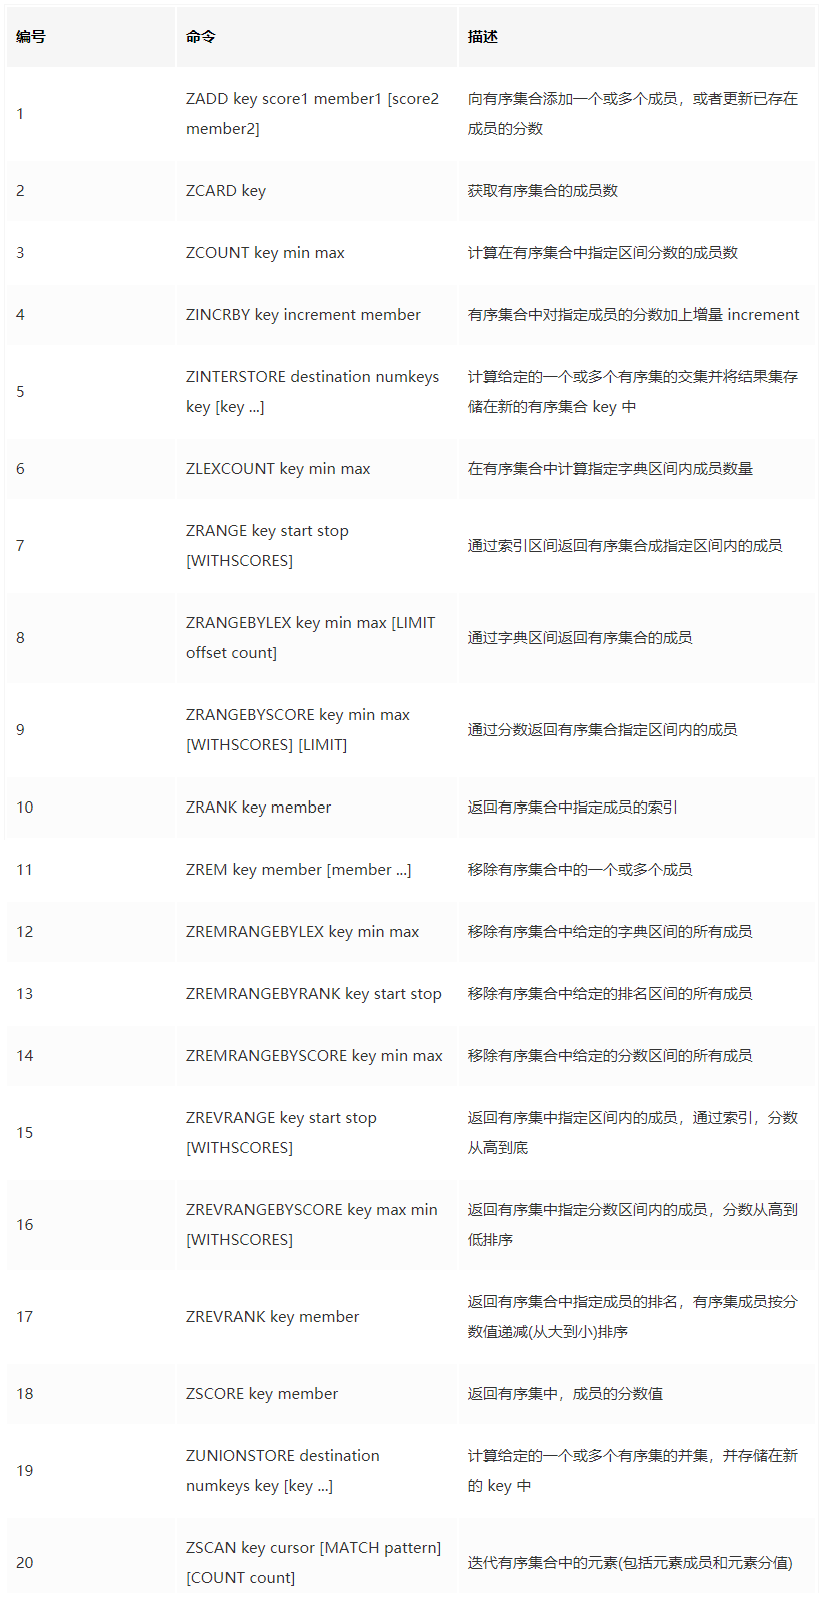 编号 命令 描述
1 ZADD key score1 member1 [score2 向有序集合添加一个或多个成员，或者更新已存在
member2] 成员的分数
2 ZCARD key 获取有序集合的成员数
3 ZCOUNT key min max 计算在有序集合中指定区间分数的成员数
4 ZINCRBY key increment member 有序集合中对指定成员的分数加上增量 increment
5 ZINTERSTORE destination numkeys 计算给定的一个或多个有序集的交集并将结果集存
key [key ...] 储在新的有序集合 key 中
6 ZLEXCOUNT key min max 在有序集合中计算指定字典区间内成员数量
7 ZRANGE key start stop 通过索引区间返回有序集合成指定区间内的成员
[WITHSCORES]
8 ZRANGEBYLEX key min max [LIMIT 通过字典区间返回有序集合的成员
offset count]
9 ZRANGEBYSCORE key min max 通过分数返回有序集合指定区间内的成员
[WITHSCORES] [LIMIT]
10 ZRANK key member 返回有序集合中指定成员的索引
11 ZREM key member [member ...] 移除有序集合中的一个或多个成员
12 ZREMRANGEBYLEX key min max 移除有序集合中给定的字典区间的所有成员
13 ZREMRANGEBYRANK key start stop 移除有序集合中给定的排名区间的所有成员
14 ZREMRANGEBYSCORE key min max 移除有序集合中给定的分数区间的所有成员
15 ZREVRANGE key start stop 返回有序集中指定区间内的成员，通过索引，分数
[WITHSCORES] 从高到底
16 ZREVRANGEBYSCORE key max min 返回有序集中指定分数区间内的成员，分数从高到
[WITHSCORES] 低排序
17 ZREVRANK key member 返回有序集合中指定成员的排名，有序集成员按分
数值递减(从大到小)排序
18 ZSCORE key member 返回有序集中，成员的分数值
19 ZUNIONSTORE destination 计算给定的一个或多个有序集的并集，并存储在新
numkeys key [key ...] 的 key 中
20 ZSCAN key cursor [MATCH pattern] 迭代有序集合中的元素(包括元素成员和元素分值)
[COUNT count]